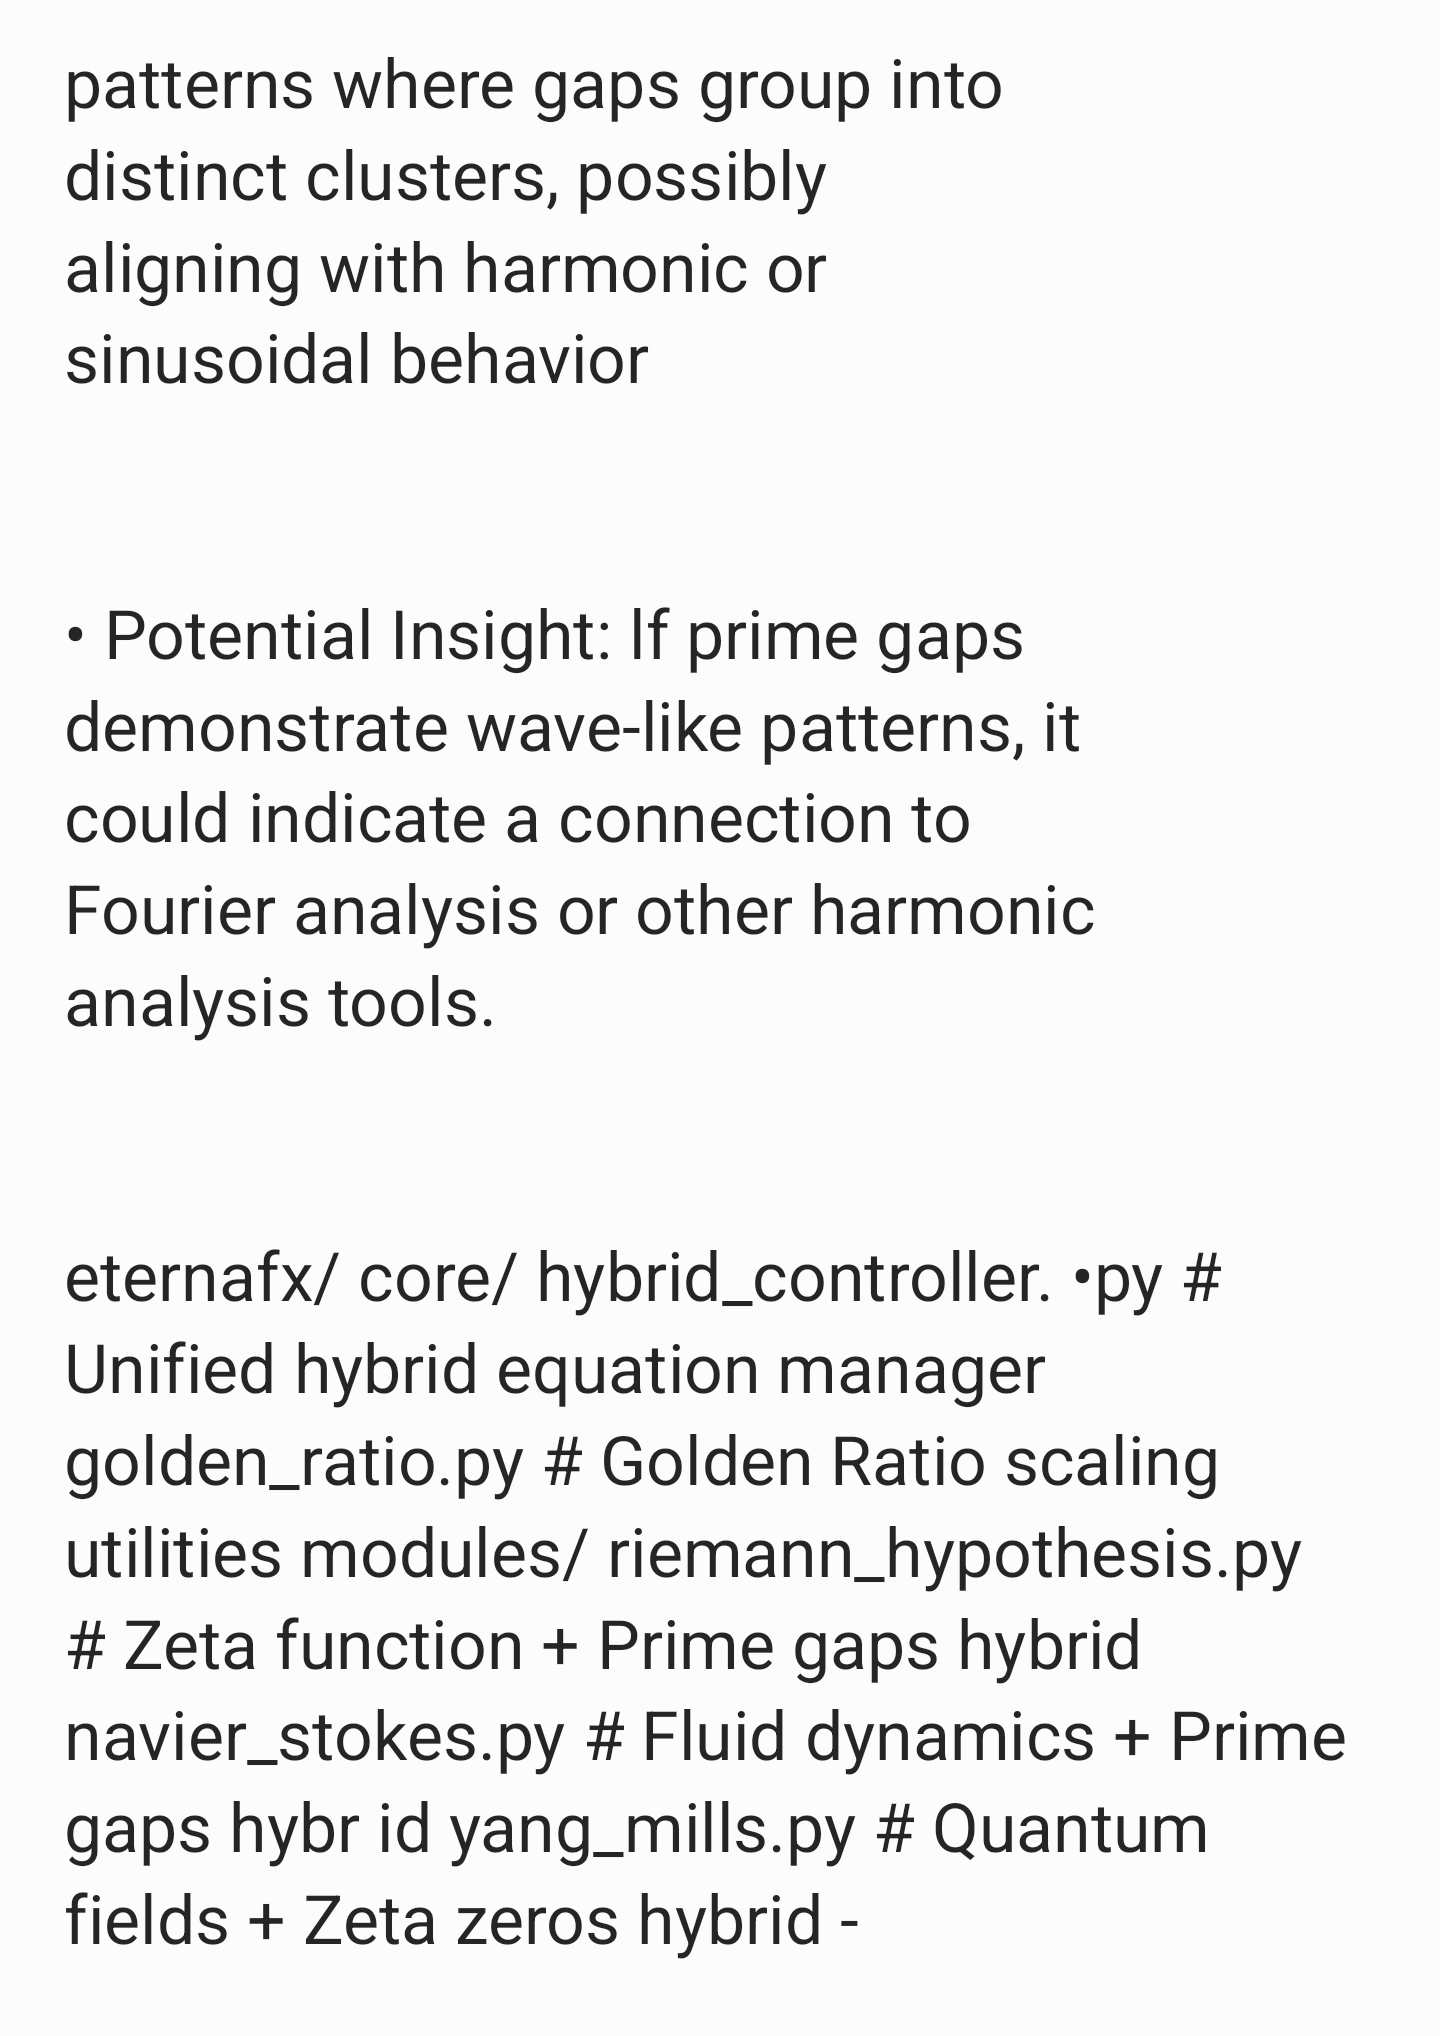 patterns where gaps group into
distinct clusters, possibly
aligning with harmonic or
sinusoidal behavior
• Potential Insight: lf prime gaps
demonstrate wave-like patterns, it
could indicate a connection to
Fourier analysis or other harmonic
analysis tools.
eternafx/ core/ hybrid_controller. •py #
Unified hybrid equation manager
golden_ratio.py # Golden Ratio scaling
utilities modules/ riemann_hypothesis.py
# Zeta function + Prime gaps hybrid
navier_stokes.py # Fluid dynamics + Prime
gaps hybr id yang_mills.py # Quantum
fields + Zeta zeros hybrid -